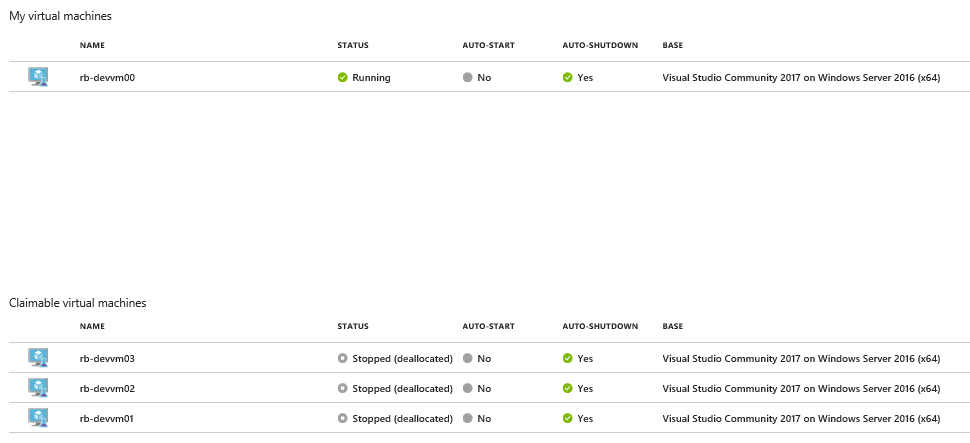 My virtual machines
NAME STATUS AUTO-START AUTO-SHUTDOWN BASE
rb-devvm00 Running No Yes Visual Studio Community 2017 on Windows Server 2016 (x64)
Claimable virtual machines
NAME STATUS AUTO-START AUTO-SHUTDOWN BASE
rb-devvm03 Stopped (deallocated) No Yes Visual Studio Community 2017 on Windows Server 2016 (x64)
rb-devvm02 Stopped (deallocated) No Yes Visual Studio Community 2017 on Windows Server 2016 (x64)
rb-devvm01 Stopped (deallocated) No Yes Visual Studio Community 2017 on Windows Server 2016 (x64)